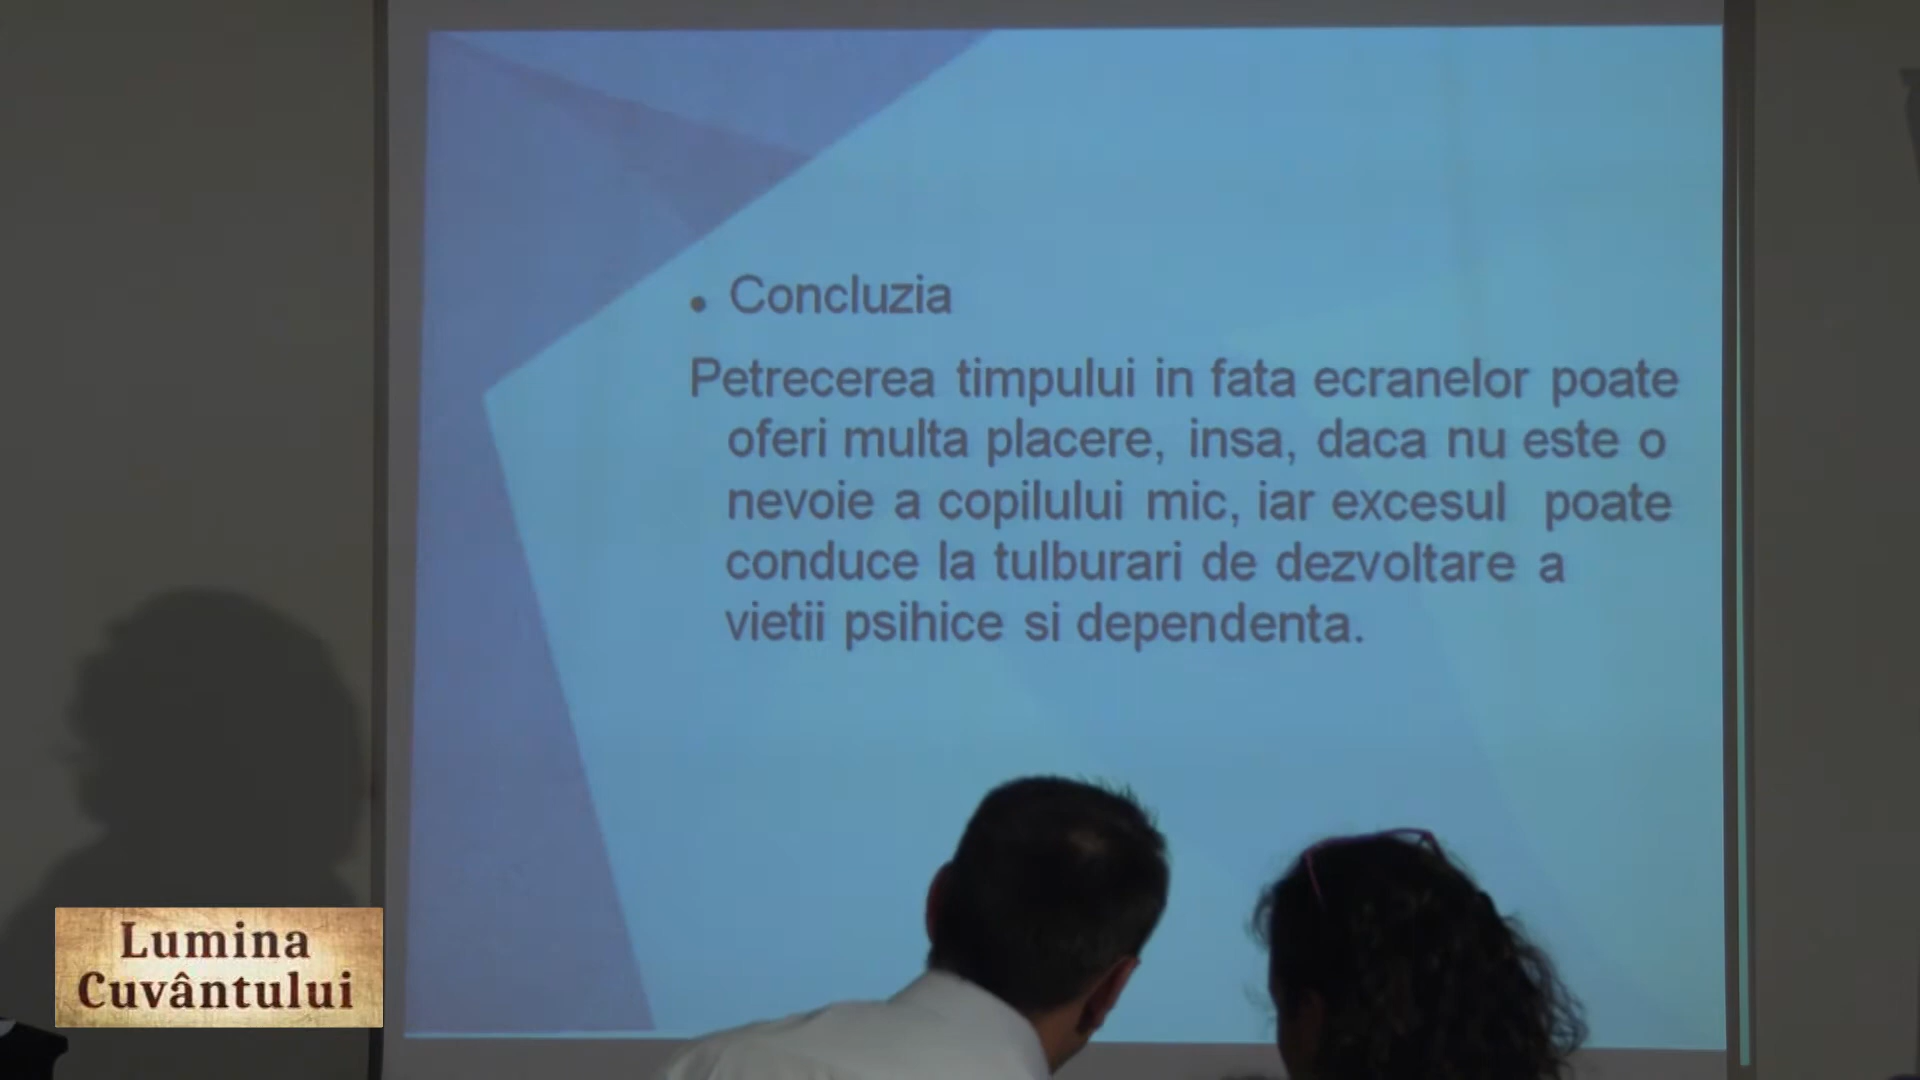 • Concluzia
Petrecerea timpului in fata ecranelor poate
oferi multa placere, insa, daca nu este o
nevoie a copilului mic, iar excesul poate
conduce la tulburari de dezvoltare a
vietii psihice si dependenta.
Lumina
Cuvântului